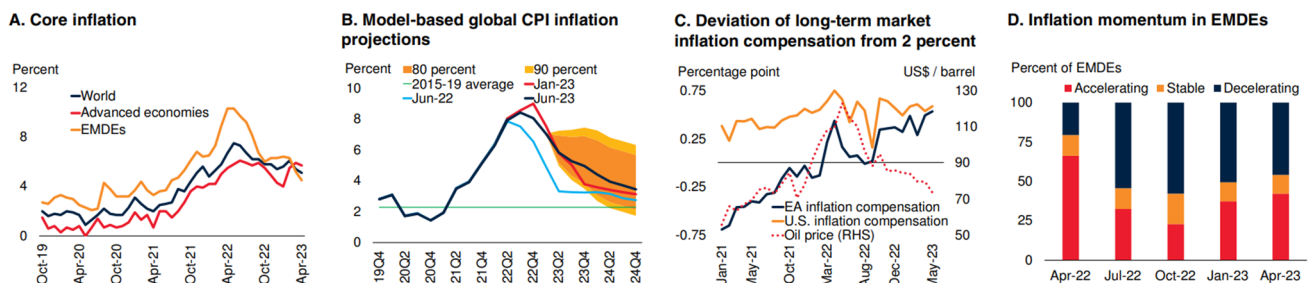 A. Core inflation
Percent
12
8
4
0
World
Advanced economies
EMDEs
Oct-19
Apr-20
Oct-20
Apr-21
Oct-21
Apr-22
Oct-22
Apr-23
B. Model-based global CPI inflation
projections
Percent
80 percent
90 percent
2015-19 average
Jan-23
Jun-22
Jun-23
10
8
6
4
2
0
19Q4
20Q2
20Q4
21Q2
21Q4
22Q2
22Q4
23Q2
23Q4
24Q2
24Q4
C. Deviation of long-term market
inflation compensation from 2 percent
Percentage point
US$ / barrel
0.75
0.25
-0.25
-0.75
130
110
90
70
50
EA inflation compensation
U.S. inflation compensation
Oil price (RHS)
Jan-21
May-21
Oct-21
Mar-22
Aug-22
Dec-22
May-23
D. Inflation momentum in EMDEs
Percent of EMDEs
Accelerating
Stable
Decelerating
100
75
50
25
0
Apr-22
Jul-22
Oct-22
Jan-23
Apr-23